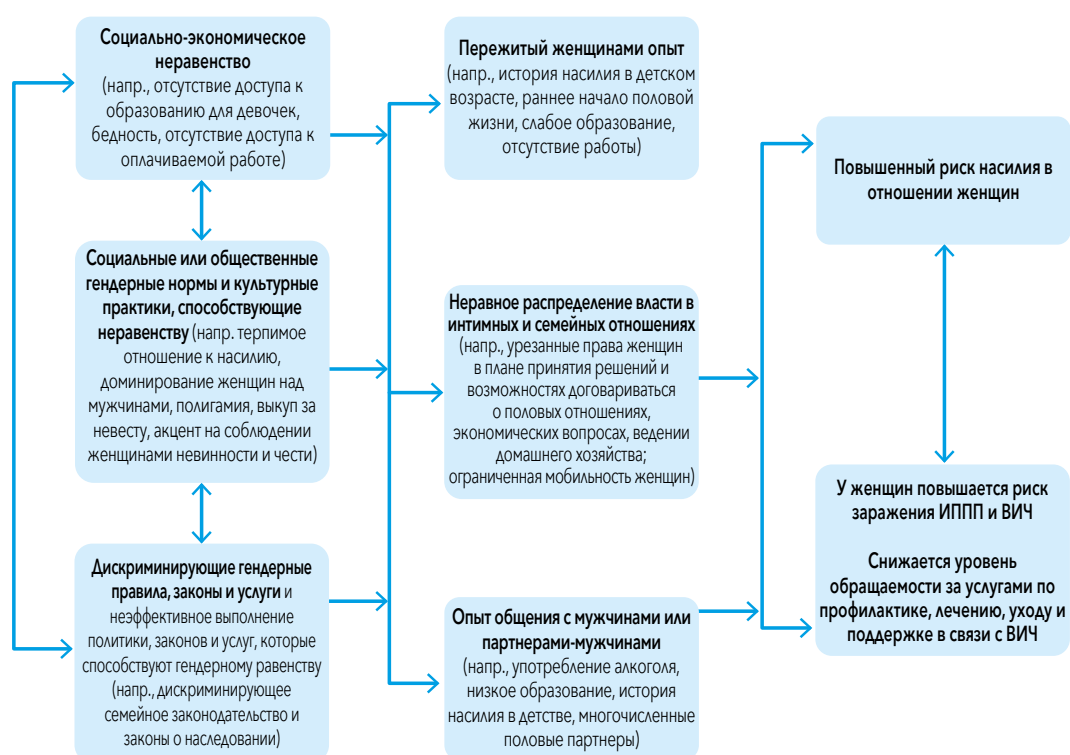 Социально-экономическое
неравенство
(напр., отсутствие доступа к
образованию для девочек,
бедность, отсутствие доступа к
оплачиваемой работе)
Социальные или общественные
гендерные нормы и культурные
практики, способствующие
неравенству (напр. терпимое
отношение к насилию,
доминирование женщин над
мужчинами, полигамия, выкуп за
невесту, акцент на соблюдении
женщинами невинности и чести)
Дискриминирующие гендерные
правила, законы и услуги и
неэффективное выполнение
политики, законов и услуг, которые
способствуют гендерному равенству
(напр., дискриминирующее
семейное законодательство и
законы о наследовании)
Пережитый женщинами опыт
(напр., история насилия в детском
возрасте, раннее начало половой
жизни, слабое образование,
отсутствие работы)
Неравное распределение власти в
интимных и семейных отношениях
(напр., урезанные права женщин
в плане принятия решений и
возможностях договариваться
о половых отношениях,
экономических вопросах, ведении
домашнего хозяйства;
ограниченная мобильность женщин)
Опыт общения с мужчинами или
партнерами-мужчинами
(напр., употребление алкоголя,
низкое образование, история
насилия в детстве, многочисленные
половые партнеры)
Повышенный риск насилия в
отношении женщин
У женщин повышается риск
заражения ИППП и ВИЧ
Снижается уровень
обращаемости за услугами по
профилактике, лечению, уходу и
поддержке в связи с ВИЧ